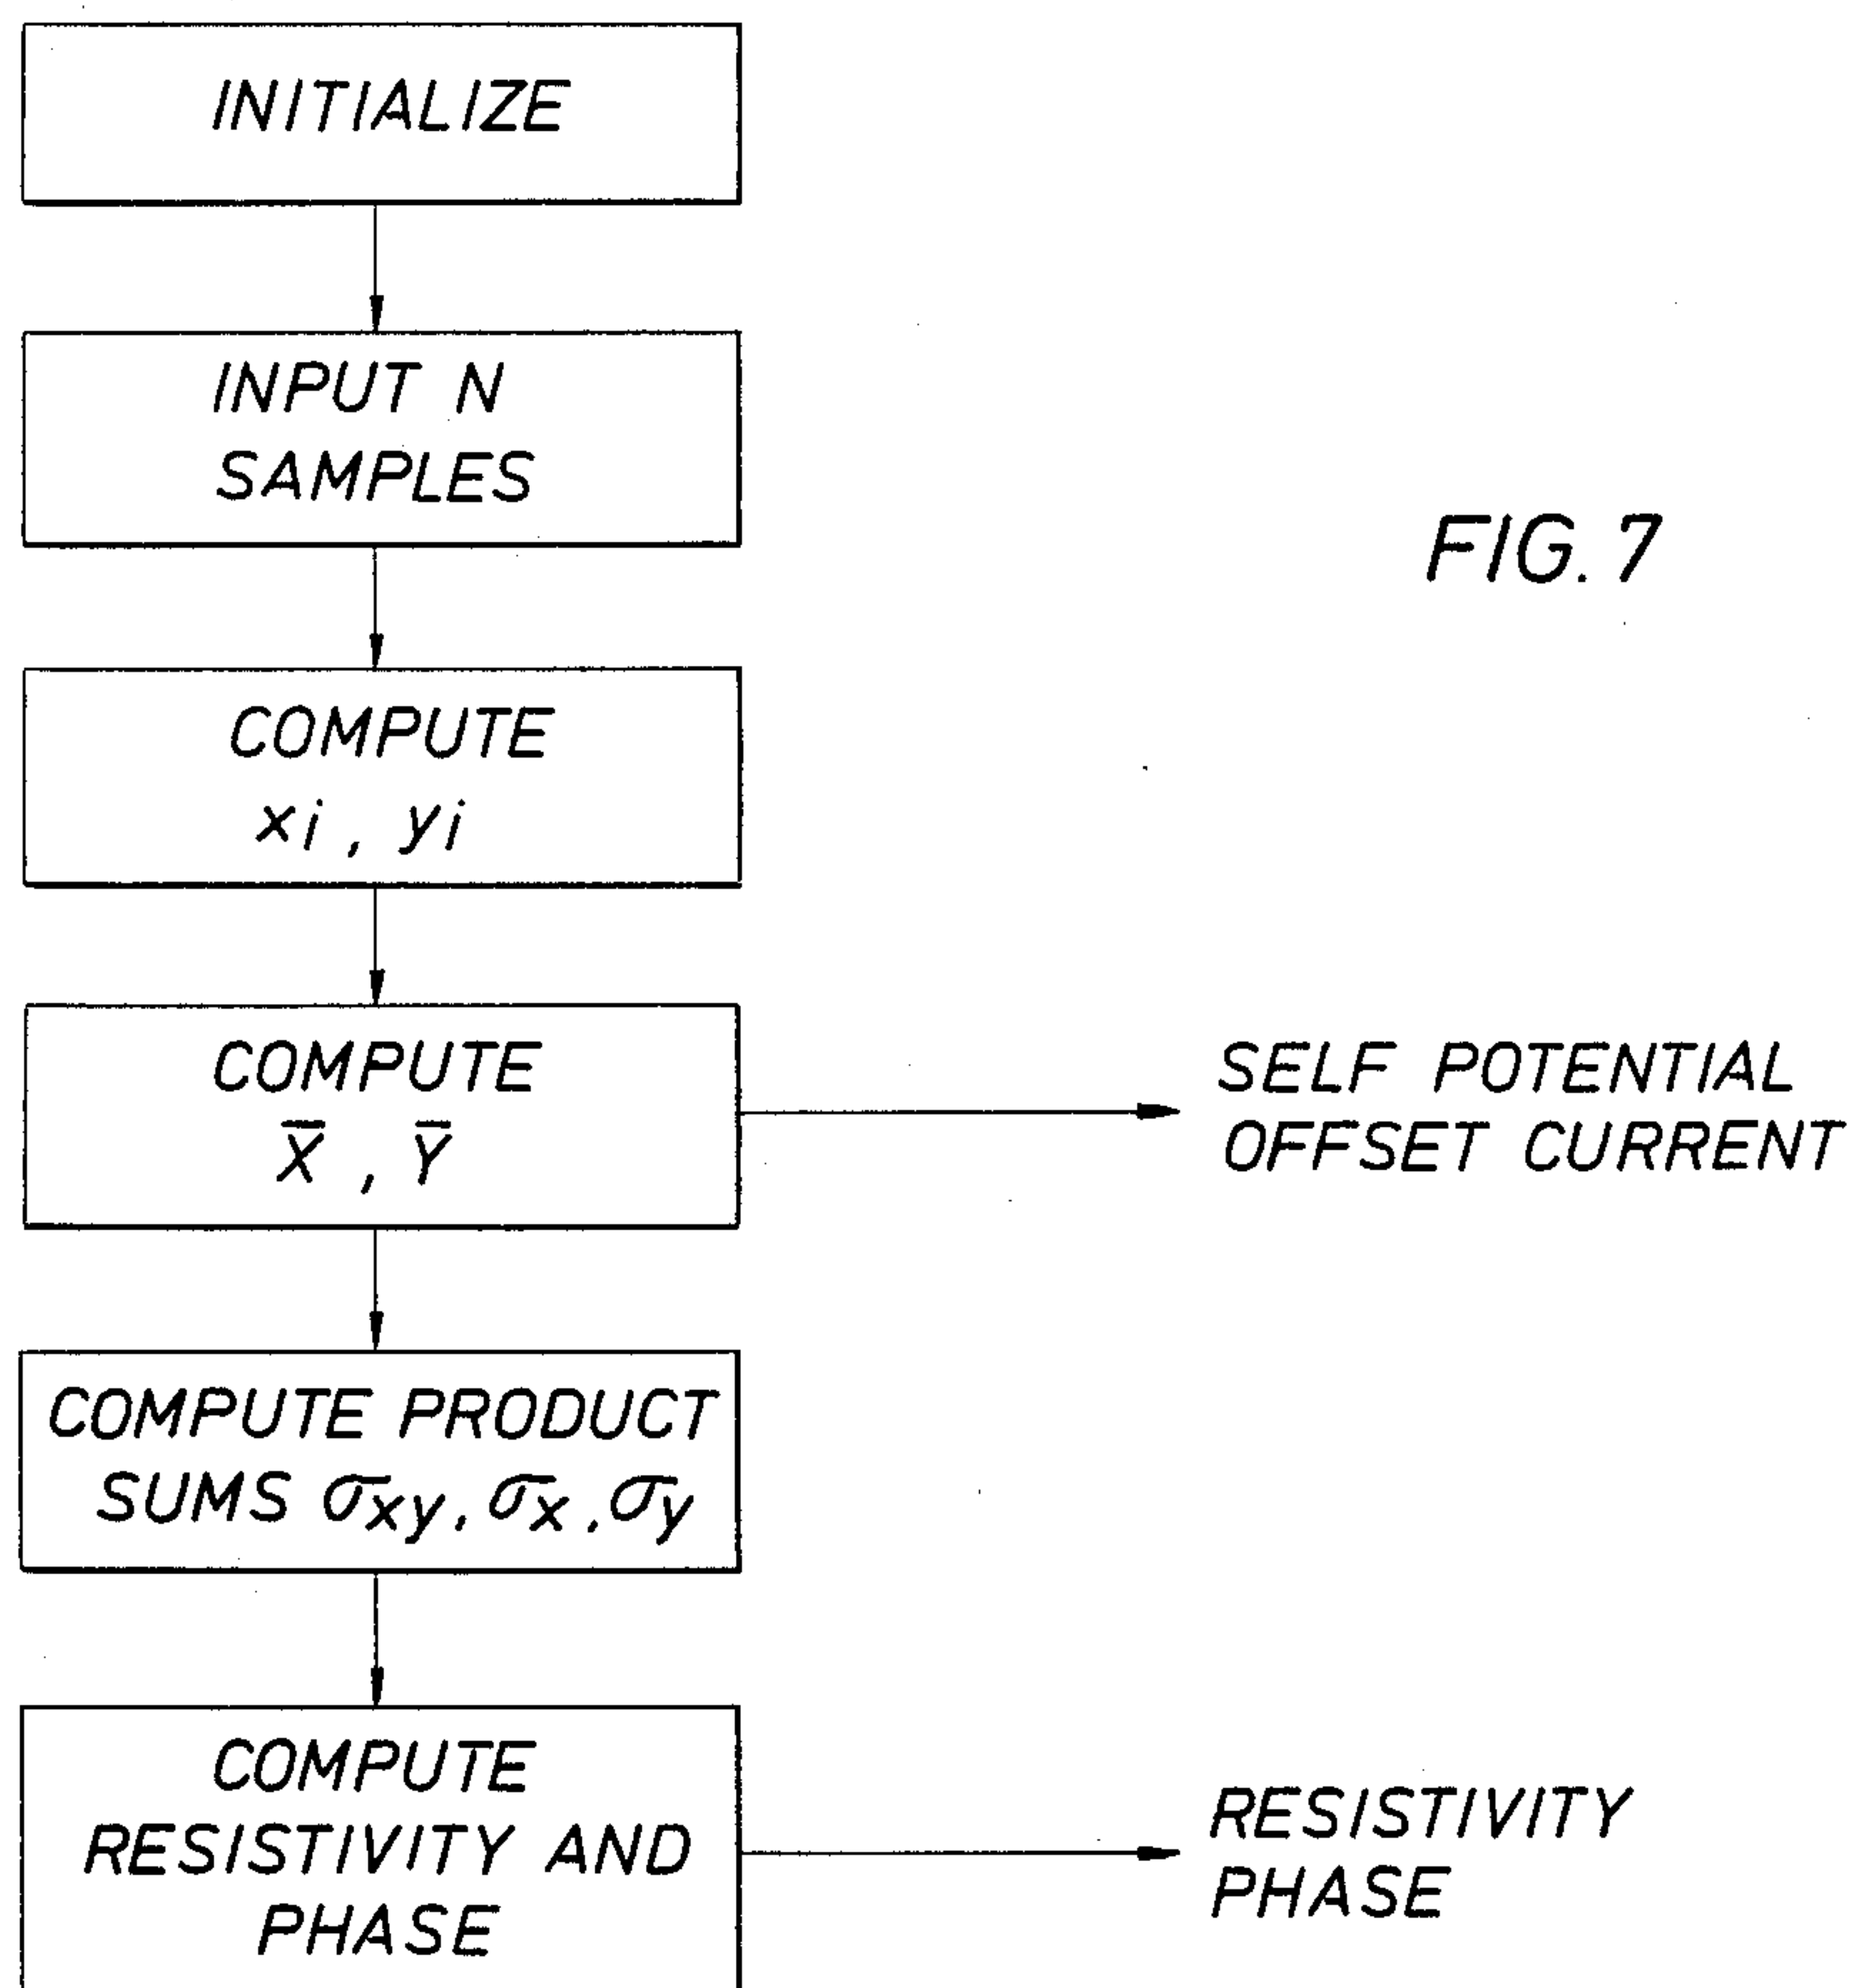 INITIALIZE
INPUT N
SAMPLES
FIG. 7
COMPUTE
xi, yi
COMPUTE
X̅, Y̅
SELF POTENTIAL
OFFSET CURRENT
COMPUTE PRODUCT
SUMS σxy, σx, σy
COMPUTE
RESISTIVITY AND
PHASE
RESISTIVITY
PHASE